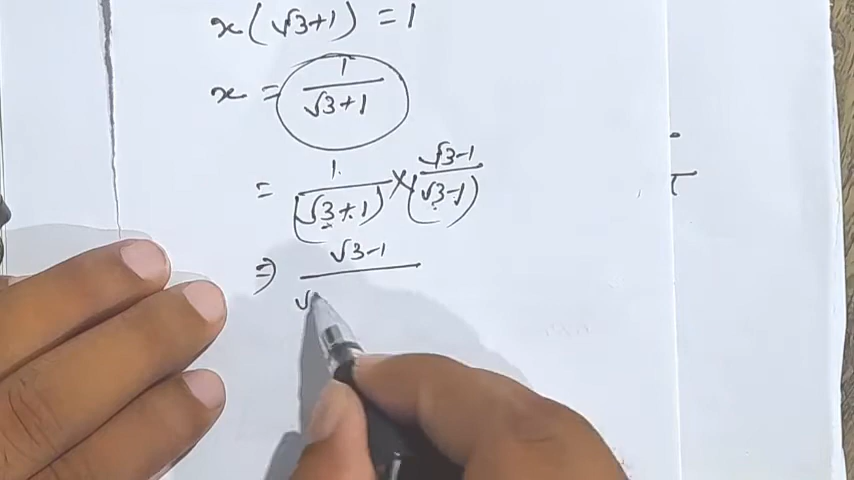 x(√3+1) = 1
x = 1/(√3+1)
= 1/(√3+1) × (√3-1)/(√3-1)
⇒ (√3-1)/√